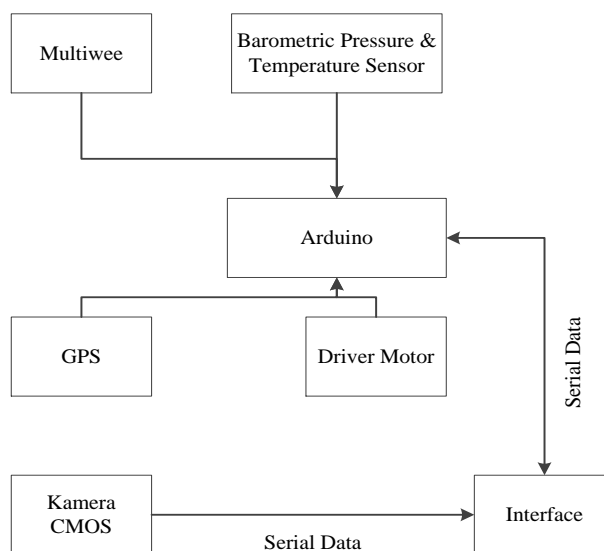 Multiwee
Barometric Pressure &
Temperature Sensor
Arduino
GPS
Driver Motor
Serial Data
Kamera
CMOS
Serial Data
Interface